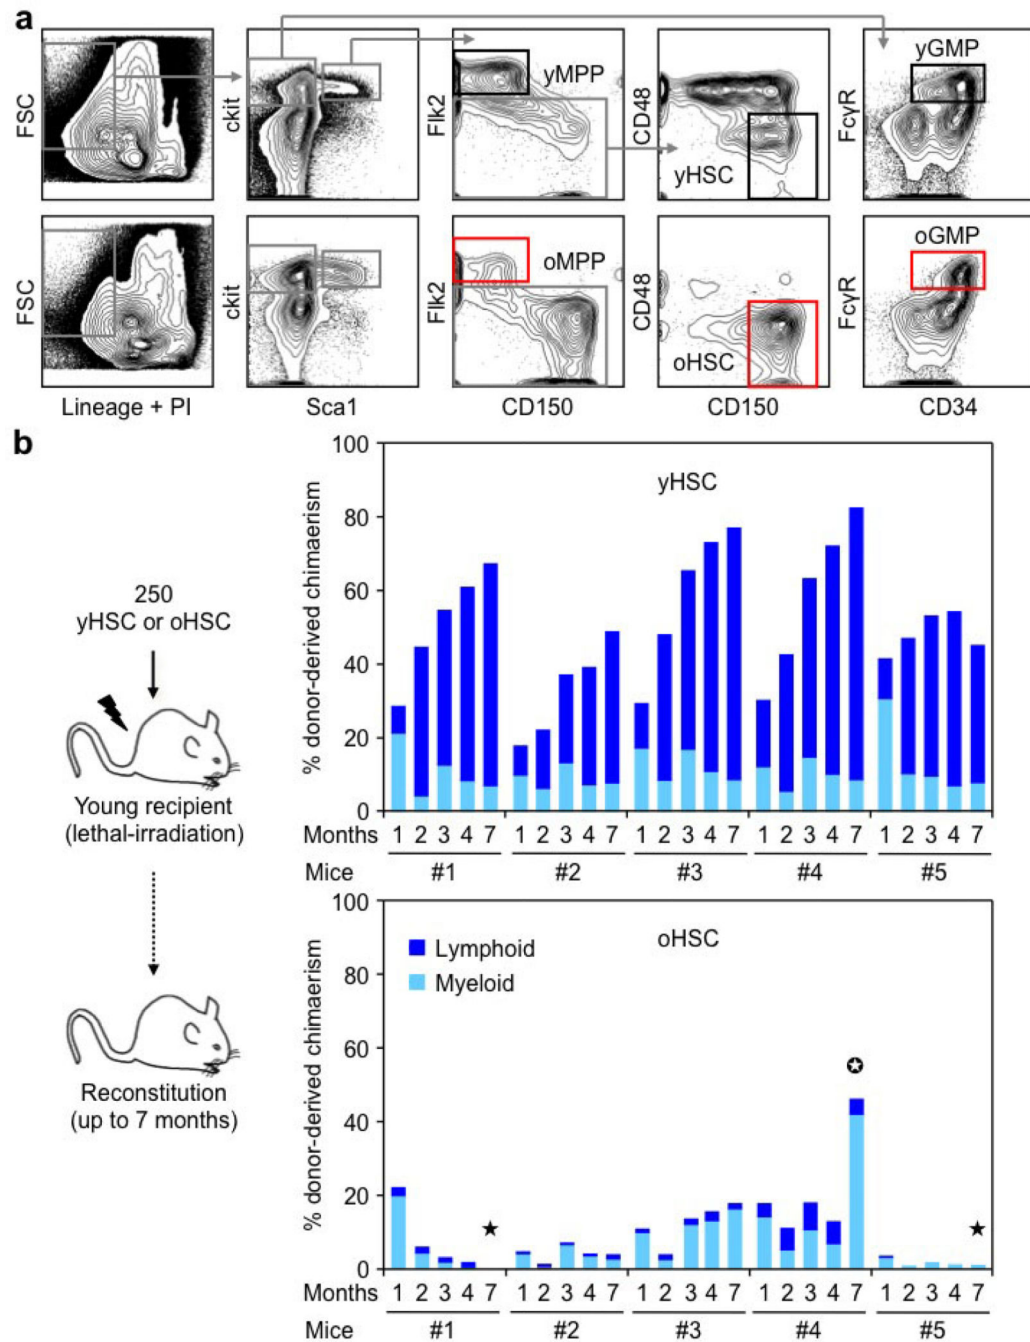 a
FSC
ckit
Flk2
yMPP
CD48
yHSC
FcγR
yGMP
FSC
ckit
Flk2
oMPP
CD48
oHSC
FcγR
oGMP
Lineage + PI
Sca1
CD150
CD150
CD34
b
250
yHSC or oHSC
Young recipient
(lethal-irradiation)
Reconstitution
(up to 7 months)
% donor-derived chimaerism
100
80
60
40
20
0
yHSC
Months 1 2 3 4 7 1 2 3 4 7 1 2 3 4 7 1 2 3 4 7 1 2 3 4 7
Mice #1 #2 #3 #4 #5
% donor-derived chimaerism
100
80
60
40
20
0
oHSC
Lymphoid
Myeloid
Months 1 2 3 4 7 1 2 3 4 7 1 2 3 4 7 1 2 3 4 7 1 2 3 4 7
Mice #1 #2 #3 #4 #5